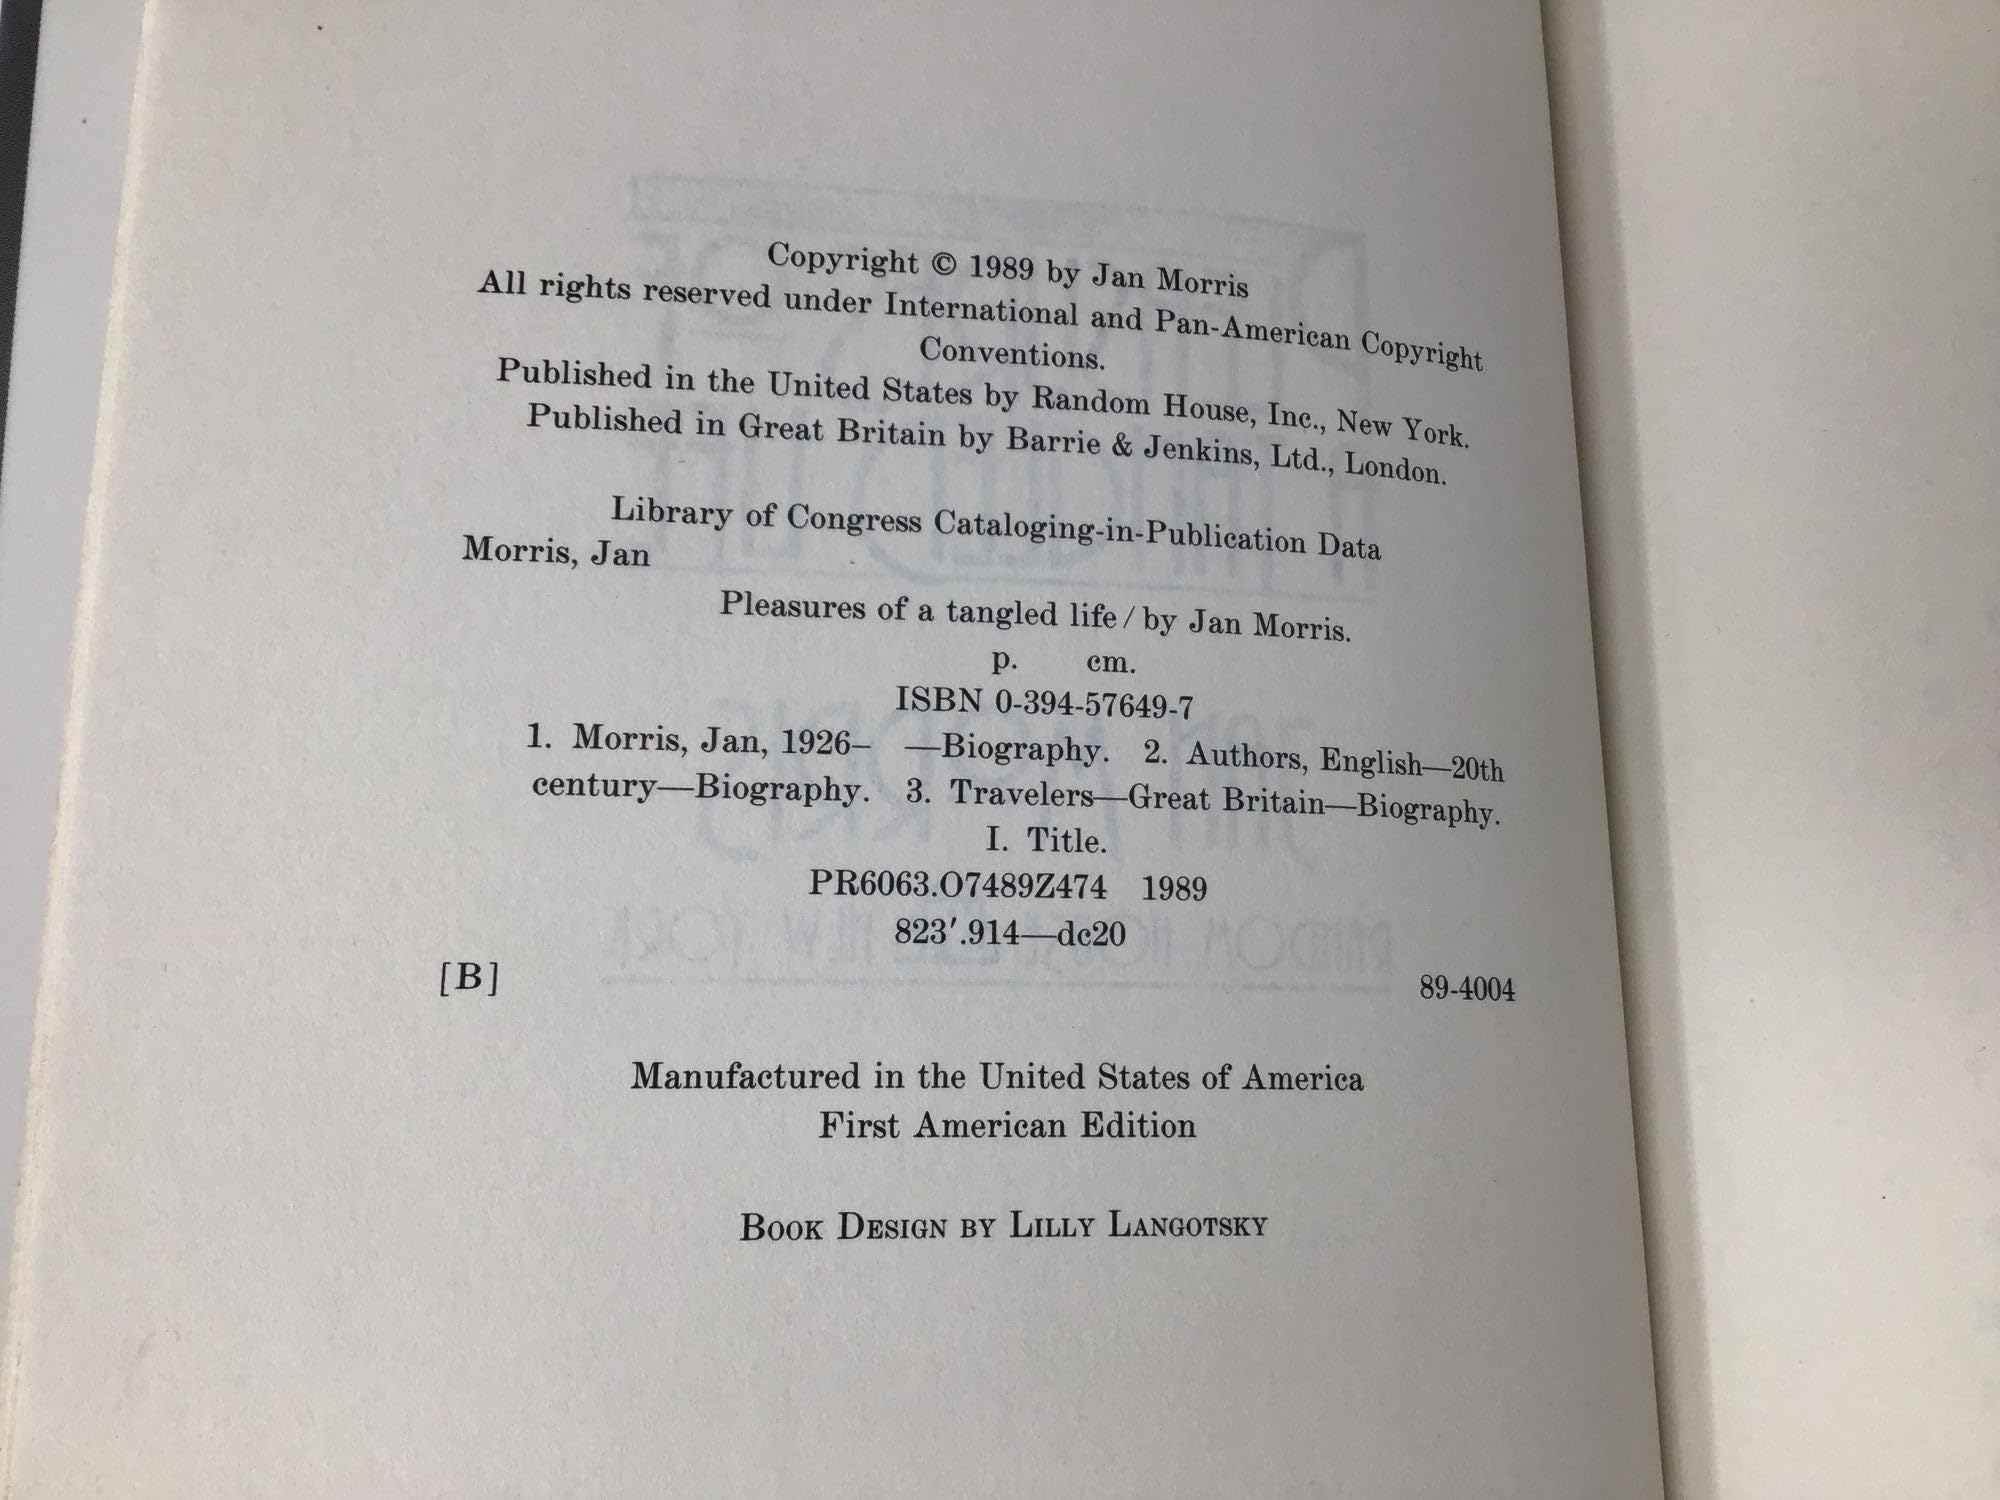 Copyright © 1989 by Jan Morris
All rights reserved under International and Pan-American Copyright
Conventions.
Published in the United States by Random House, Inc., New York.
Published in Great Britain by Barrie & Jenkins, Ltd., London.
Library of Congress Cataloging-in-Publication Data
Morris, Jan
Pleasures of a tangled life / by Jan Morris.
p. cm.
ISBN 0-394-57649-7
1. Morris, Jan, 1926– —Biography. 2. Authors, English—20th
century—Biography. 3. Travelers—Great Britain—Biography.
I. Title.
PR6063.O7489Z474 1989
823′.914—dc20
[B] 89-4004
Manufactured in the United States of America
First American Edition
BOOK DESIGN BY LILLY LANGOTSKY